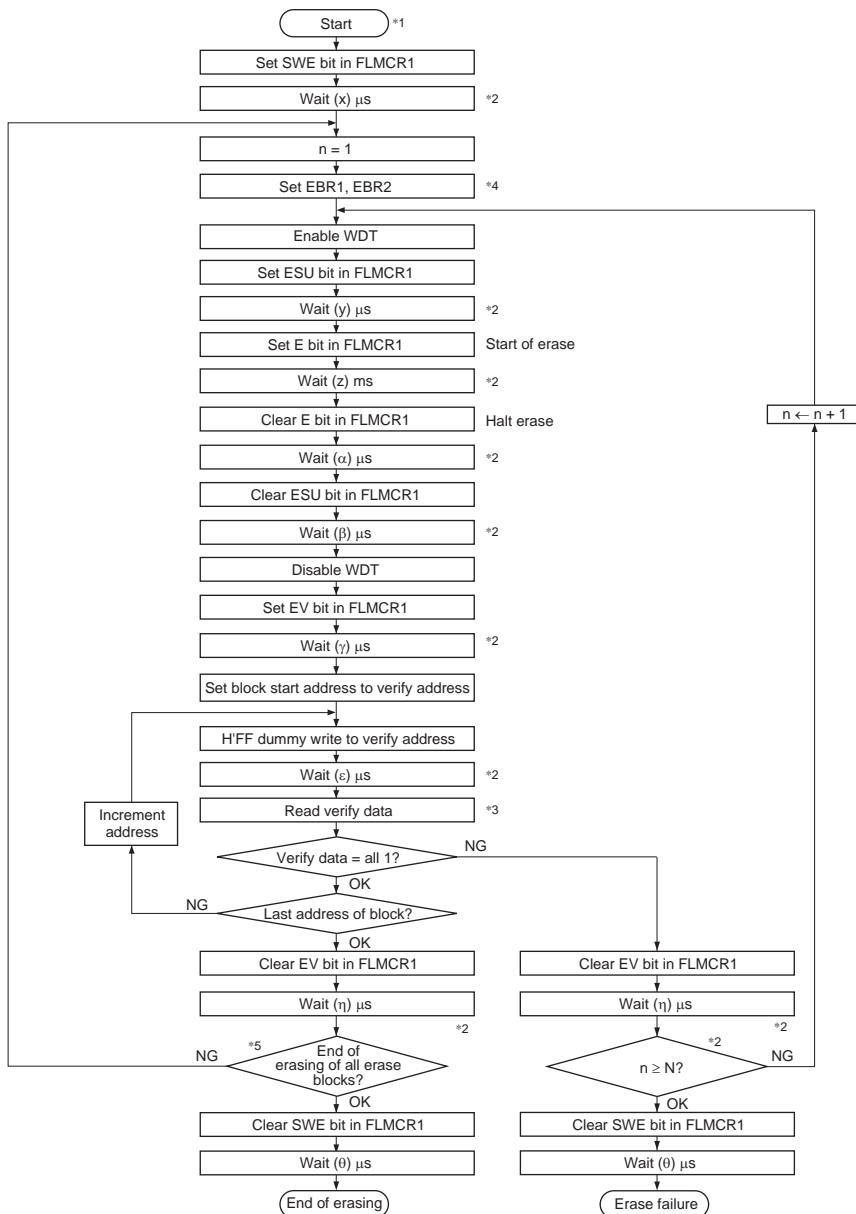 Start *1
Set SWE bit in FLMCR1
Wait (x) μs *2
n = 1
Set EBR1, EBR2 *4
Enable WDT
Set ESU bit in FLMCR1
Wait (y) μs *2
Set E bit in FLMCR1 Start of erase
Wait (z) ms *2
Clear E bit in FLMCR1 Halt erase
n ← n + 1
Wait (α) μs *2
Clear ESU bit in FLMCR1
Wait (β) μs *2
Disable WDT
Set EV bit in FLMCR1
Wait (γ) μs *2
Set block start address to verify address
H'FF dummy write to verify address
Wait (ε) μs *2
Increment
address
Read verify data *3
Verify data = all 1? NG
OK
NG Last address of block?
OK
Clear EV bit in FLMCR1
Wait (η) μs
*2
NG *5
End of
erasing of all erase
blocks?
OK
Clear SWE bit in FLMCR1
Wait (θ) μs
End of erasing
Clear EV bit in FLMCR1
Wait (η) μs
*2
*2
n ≥ N? NG
OK
Clear SWE bit in FLMCR1
Wait (θ) μs
Erase failure